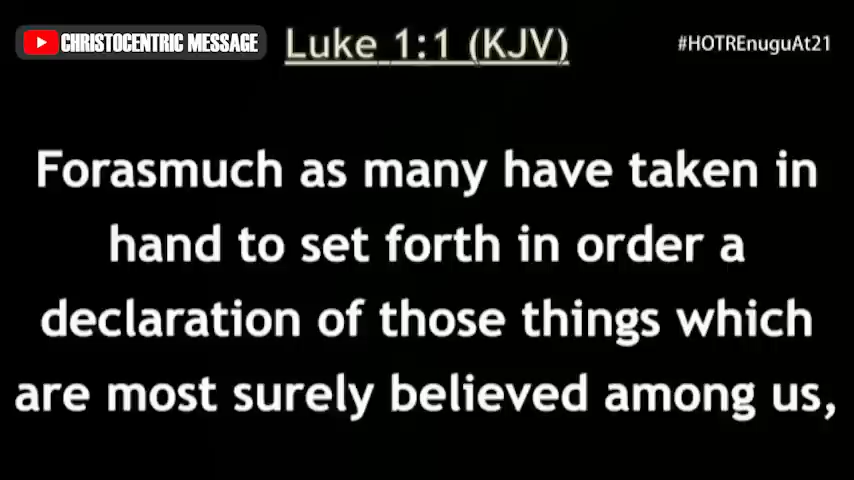 CHRISTOCENTRIC MESSAGE
Luke 1:1 (KJV)
#HOTREnuguAt21
Forasmuch as many have taken in
hand to set forth in order a
declaration of those things which
are most surely believed among us,